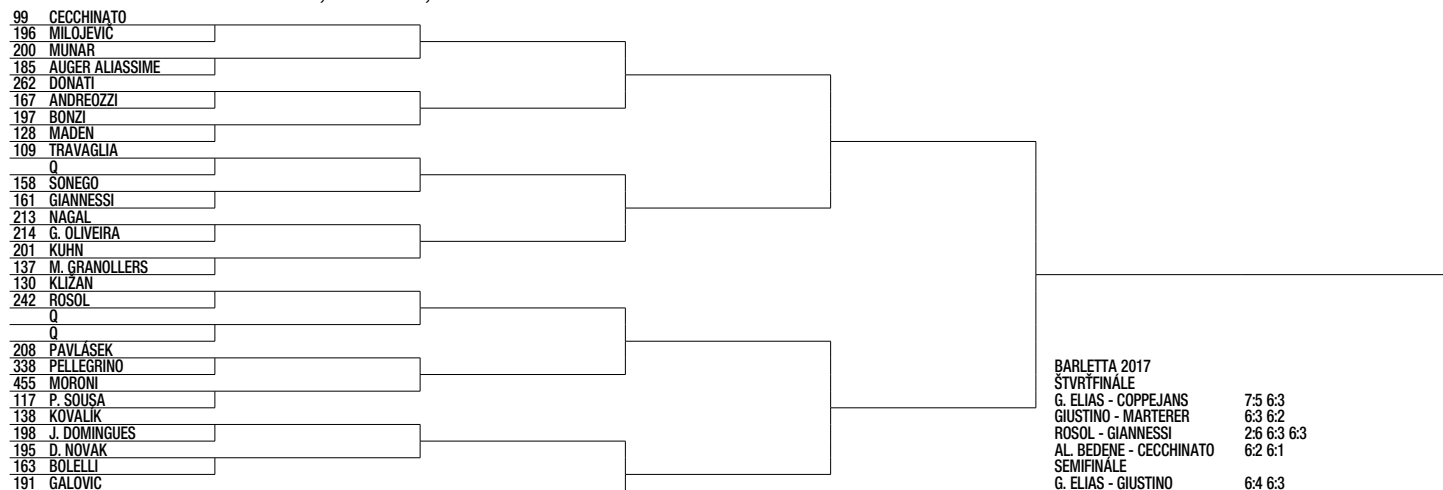 99 CECCHINATO
196 MILOJEVIČ
200 MUNAR
185 AUGER ALIASSIME
262 DONATI
167 ANDREOZZI
197 BONZI
128 MADEN
109 TRAVAGLIA
Q
158 SONEGO
161 GIANNESSI
213 NAGAL
214 G. OLIVEIRA
201 KUHN
137 M. GRANOLLERS
130 KLIŽAN
242 ROSOL
Q
Q
208 PAVLÁSEK
338 PELLEGRINO
455 MORONI
117 P. SOUSA
138 KOVALÍK
198 J. DOMINGUES
195 D. NOVAK
163 BOLELLI
191 GALOVIC
BARLETTA 2017
ŠTVRŤFINÁLE
G. ELIAS - COPPEJANS 7:5 6:3
GIUSTINO - MARTERER 6:3 6:2
ROSOL - GIANNESSI 2:6 6:3 6:3
AL. BEDENE - CECCHINATO 6:2 6:1
SEMIFINÁLE
G. ELIAS - GIUSTINO 6:4 6:3